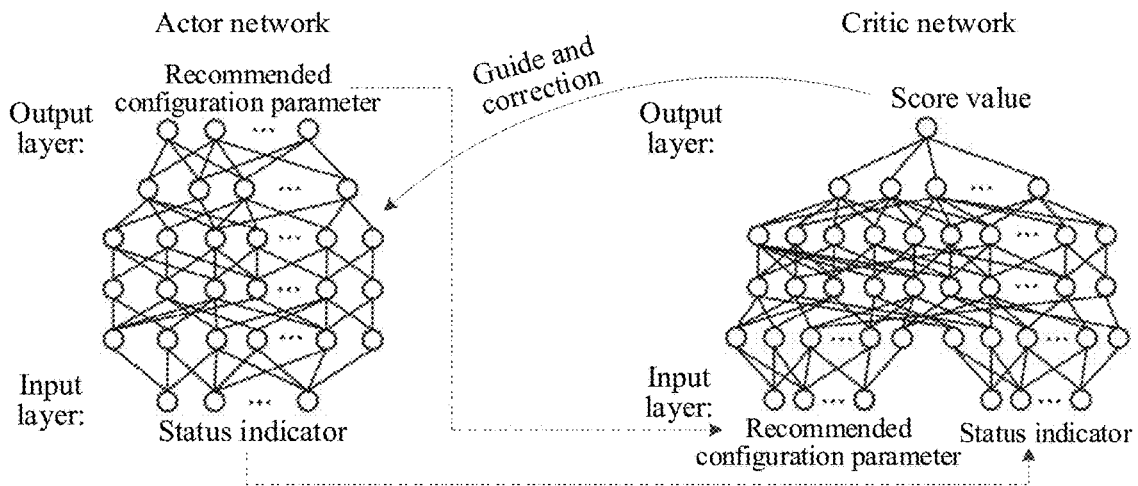 Actor network
Critic network
Guide and
correction
Recommended
configuration parameter
Output
layer:
Output
layer:
Score value
Input
layer:
Status indicator
Input
layer:
Recommended
configuration parameter
Status indicator